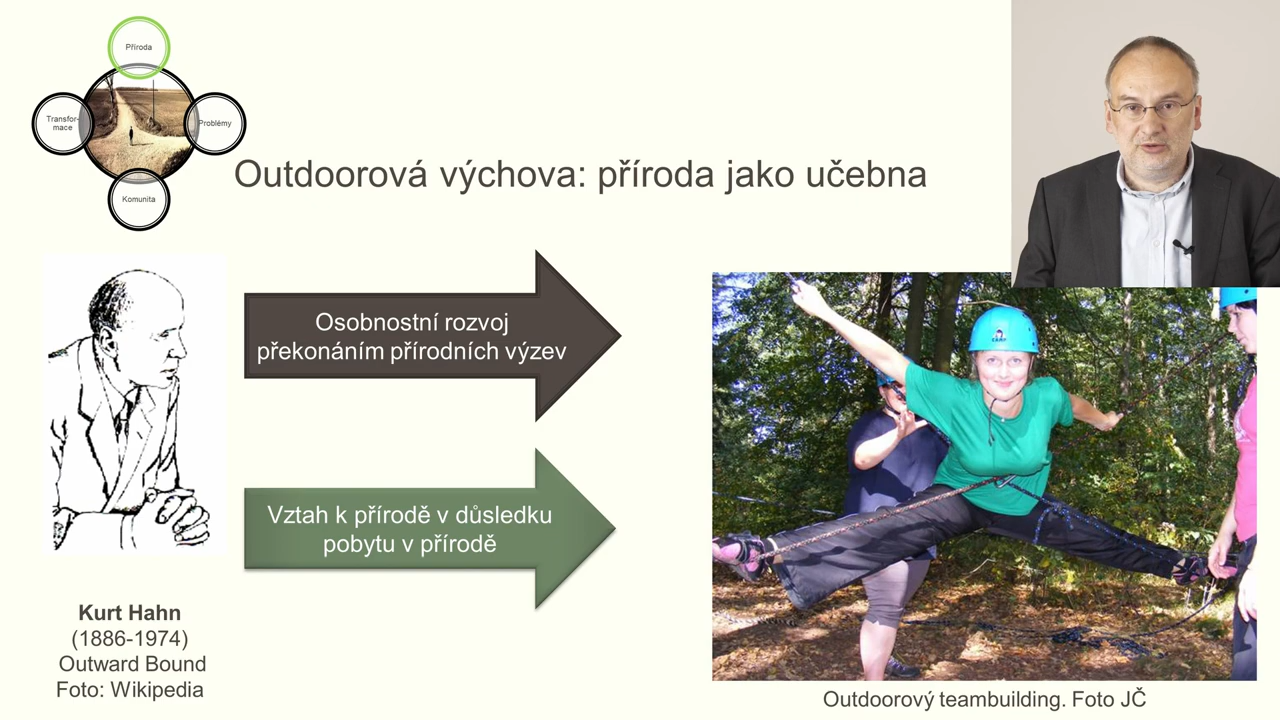 Příroda
Transfor-
mace
Problémy
Komunita
Outdoorová výchova: příroda jako učebna
Osobnostní rozvoj
překonáním přírodních výzev
Vztah k přírodě v důsledku
pobytu v přírodě
Kurt Hahn
(1886-1974)
Outward Bound
Foto: Wikipedia
CAMP
Outdoorový teambuilding. Foto JČ